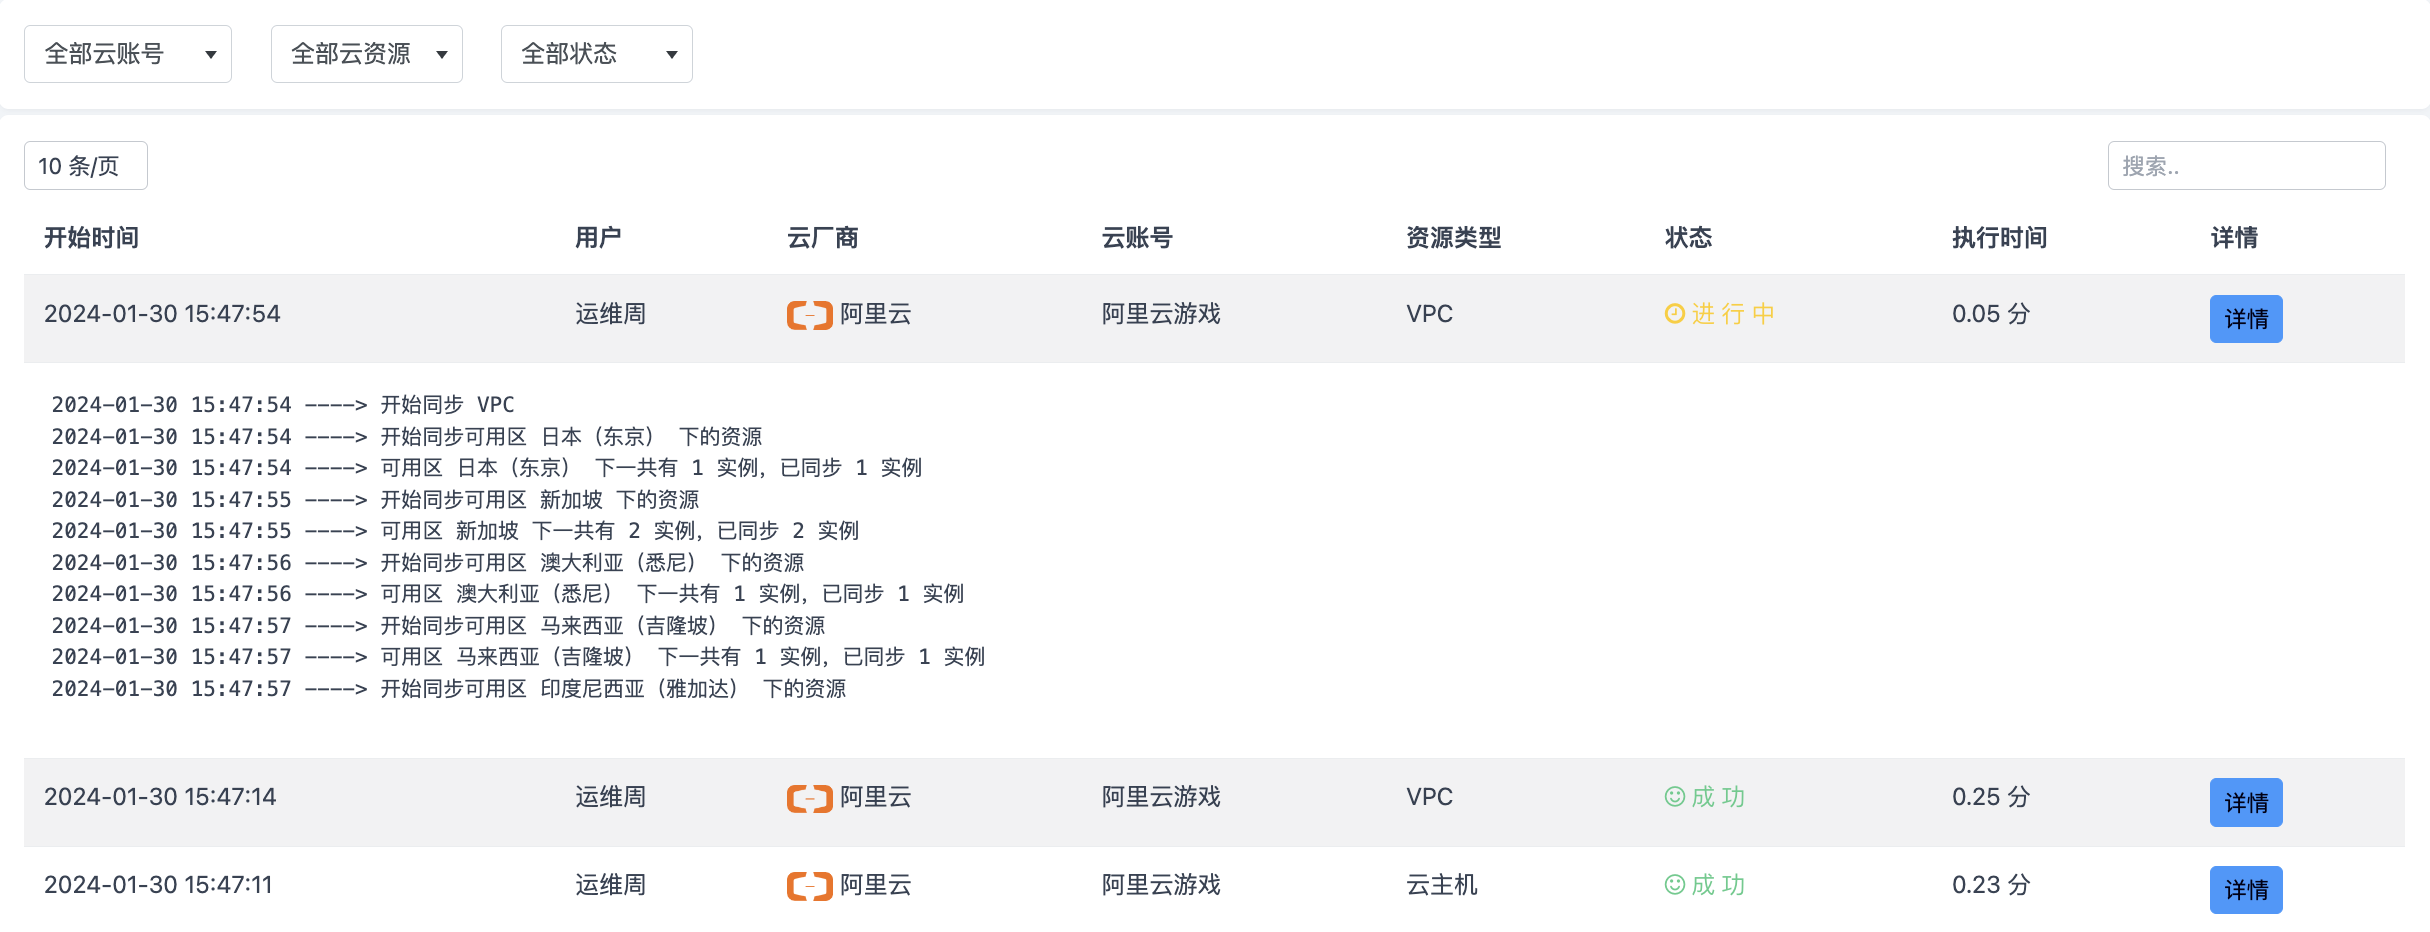 全部云账号 全部云资源 全部状态
10 条/页 搜索..
开始时间 用户 云厂商 云账号 资源类型 状态 执行时间 详情
2024-01-30 15:47:54 运维周 阿里云 阿里云游戏 VPC 进行中 0.05 分 详情
2024-01-30 15:47:54 ----> 开始同步 VPC
2024-01-30 15:47:54 ----> 开始同步可用区 日本（东京） 下的资源
2024-01-30 15:47:54 ----> 可用区 日本（东京） 下一共有 1 实例，已同步 1 实例
2024-01-30 15:47:55 ----> 开始同步可用区 新加坡 下的资源
2024-01-30 15:47:55 ----> 可用区 新加坡 下一共有 2 实例，已同步 2 实例
2024-01-30 15:47:56 ----> 开始同步可用区 澳大利亚（悉尼） 下的资源
2024-01-30 15:47:56 ----> 可用区 澳大利亚（悉尼） 下一共有 1 实例，已同步 1 实例
2024-01-30 15:47:57 ----> 开始同步可用区 马来西亚（吉隆坡） 下的资源
2024-01-30 15:47:57 ----> 可用区 马来西亚（吉隆坡） 下一共有 1 实例，已同步 1 实例
2024-01-30 15:47:57 ----> 开始同步可用区 印度尼西亚（雅加达） 下的资源
2024-01-30 15:47:14 运维周 阿里云 阿里云游戏 VPC 成功 0.25 分 详情
2024-01-30 15:47:11 运维周 阿里云 阿里云游戏 云主机 成功 0.23 分 详情